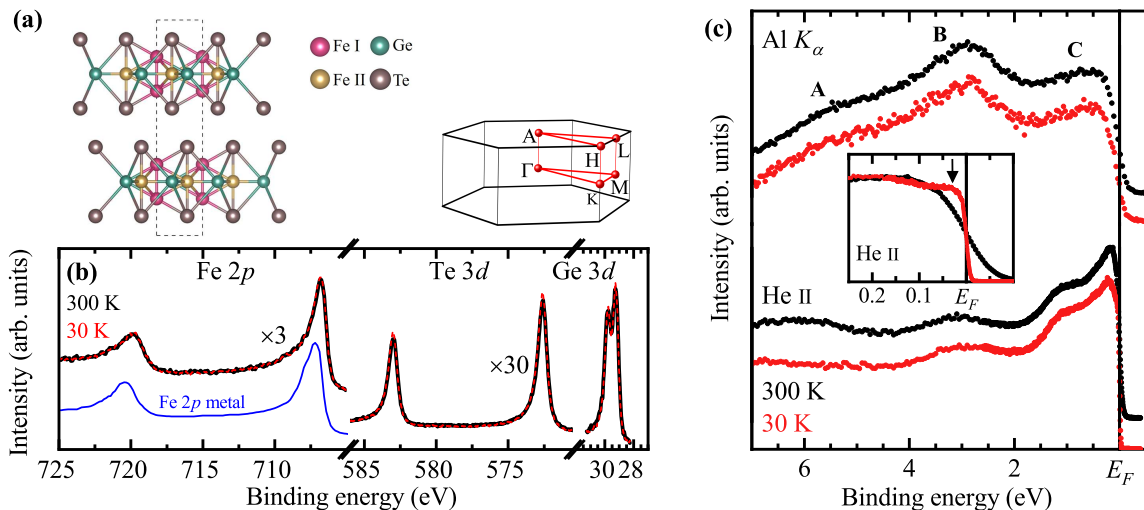 (a)
Fe I
Ge
Fe II
Te
A
L
H
Γ
M
K
(b)
Fe 2p
Te 3d
Ge 3d
300 K
30 K
×3
×30
Fe 2p metal
Intensity (arb. units)
725 720 715 710 585 580 575 30 28
Binding energy (eV)
(c)
Al Kα
A
B
C
He II
0.2 0.1 EF
He II
300 K
30 K
Intensity (arb. units)
6 4 2 EF
Binding energy (eV)